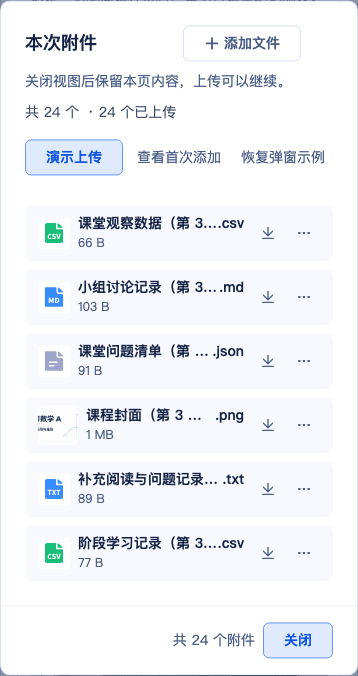 本次附件
+ 添加文件
关闭视图后保留本页内容，上传可以继续。
共 24 个 · 24 个已上传
演示上传 查看首次添加 恢复弹窗示例
课堂观察数据（第 3....csv
CSV
66 B
小组讨论记录（第 3... .md
MD
103 B
课堂问题清单（第 ... .json
91 B
课程封面（第 3 ... .png
1 MB
补充阅读与问题记录... .txt
TXT
89 B
阶段学习记录（第 3....csv
CSV
77 B
共 24 个附件
关闭